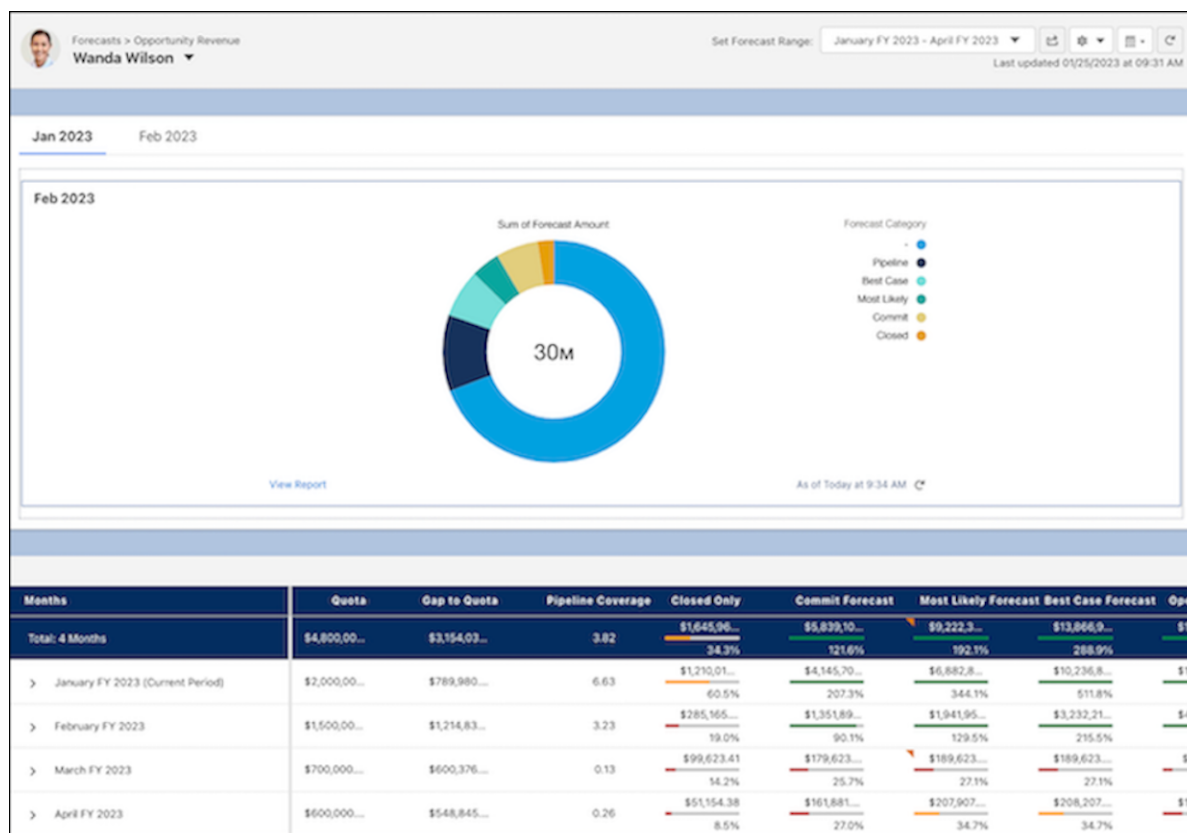 Forecasts > Opportunity Revenue
Wanda Wilson
Set Forecast Range: January FY 2023 - April FY 2023
Last updated 01/25/2023 at 09:31 AM
Jan 2023 Feb 2023
Feb 2023
Sum of Forecast Amount
30M
Forecast Category
-
Pipeline
Best Case
Most Likely
Commit
Closed
View Report
As of Today at 9:34 AM
Months Quota Gap to Quota Pipeline Coverage Closed Only Commit Forecast Most Likely Forecast Best Case Forecast Ope
Total: 4 Months $4,800,00... $3,154,03... 3.82 $1,645,96... $5,839,10... $9,222,3... $13,866,9... $1
34.3% 121.6% 192.1% 288.9%
January FY 2023 (Current Period) $2,000,00... $789,980.... 6.63 $1,210,01... $4,145,70... $6,882,8... $10,236,8... $1
60.5% 207.3% 344.1% 511.8%
February FY 2023 $1,500,00... $1,214,83... 3.23 $285,165.... $1,351,89... $1,941,95... $3,232,21... $4
19.0% 90.1% 129.5% 215.5%
March FY 2023 $700,000.... $600,376.... 0.13 $99,623.41 $179,623.... $189,623.... $189,623.... $
14.2% 25.7% 27.1% 27.1%
April FY 2023 $600,000.... $548,845.... 0.26 $51,154.38 $161,881.... $207,907.... $208,207.... $1
8.5% 27.0% 34.7% 34.7%